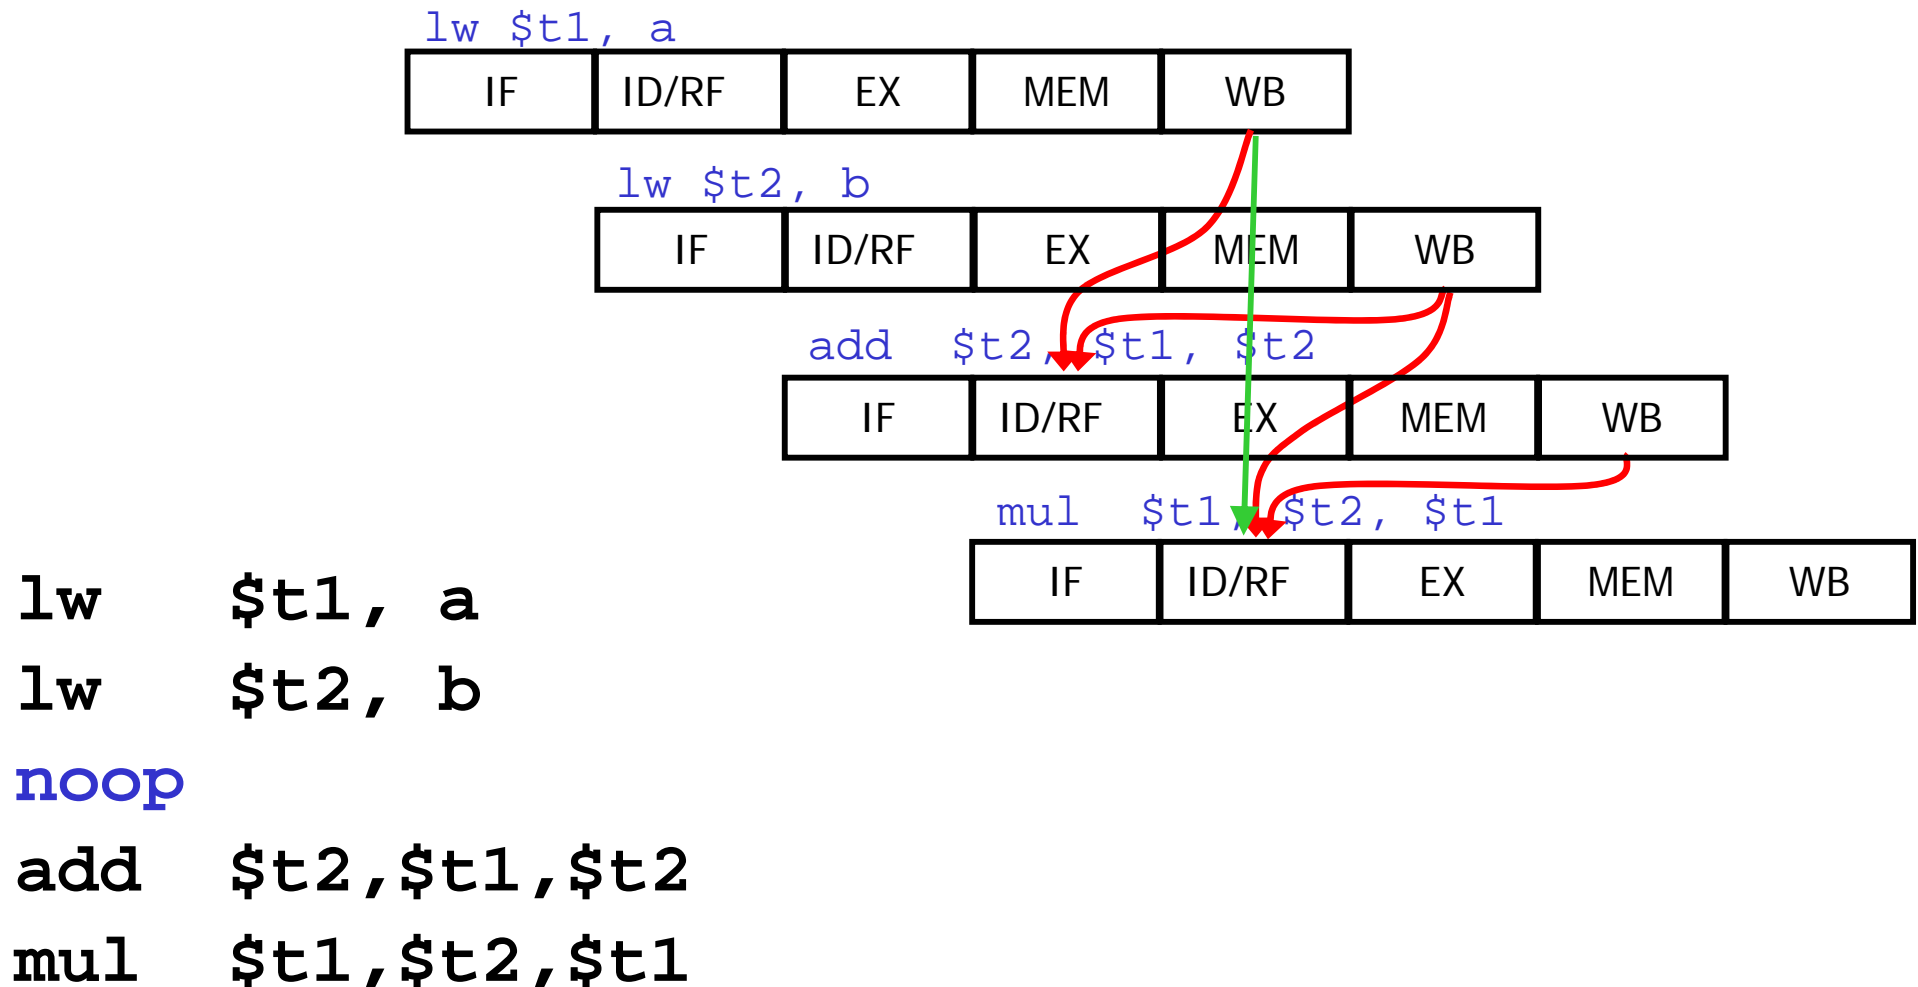 lw $t1, a
IF ID/RF EX MEM WB
lw $t2, b
IF ID/RF EX MEM WB
add $t2, $t1, $t2
IF ID/RF EX MEM WB
mul $t1, $t2, $t1
IF ID/RF EX MEM WB
lw $t1, a
lw $t2, b
noop
add $t2,$t1,$t2
mul $t1,$t2,$t1